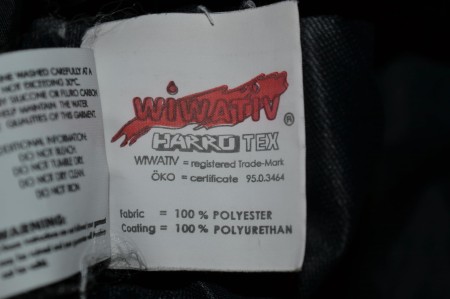 WiWATiV ®
HARRO TEX
WIWATIV = registered Trade-Mark
ÖKO = certificate 95.0.3464
Fabric = 100 % POLYESTER
Coating = 100 % POLYURETHAN
WASHED CAREFULLY AT A
NOT EXCEEDING 30°C.
SILICONE OR FLURO CARBON
HELP MAINTAIN THE WATER
QUALITIES OF THIS GARMENT.
INFORMATION:
DO NOT BLEACH
DO NOT TUMBLE DRY
DO NOT DRY CLEAN
DO NOT IRON
WARNING: